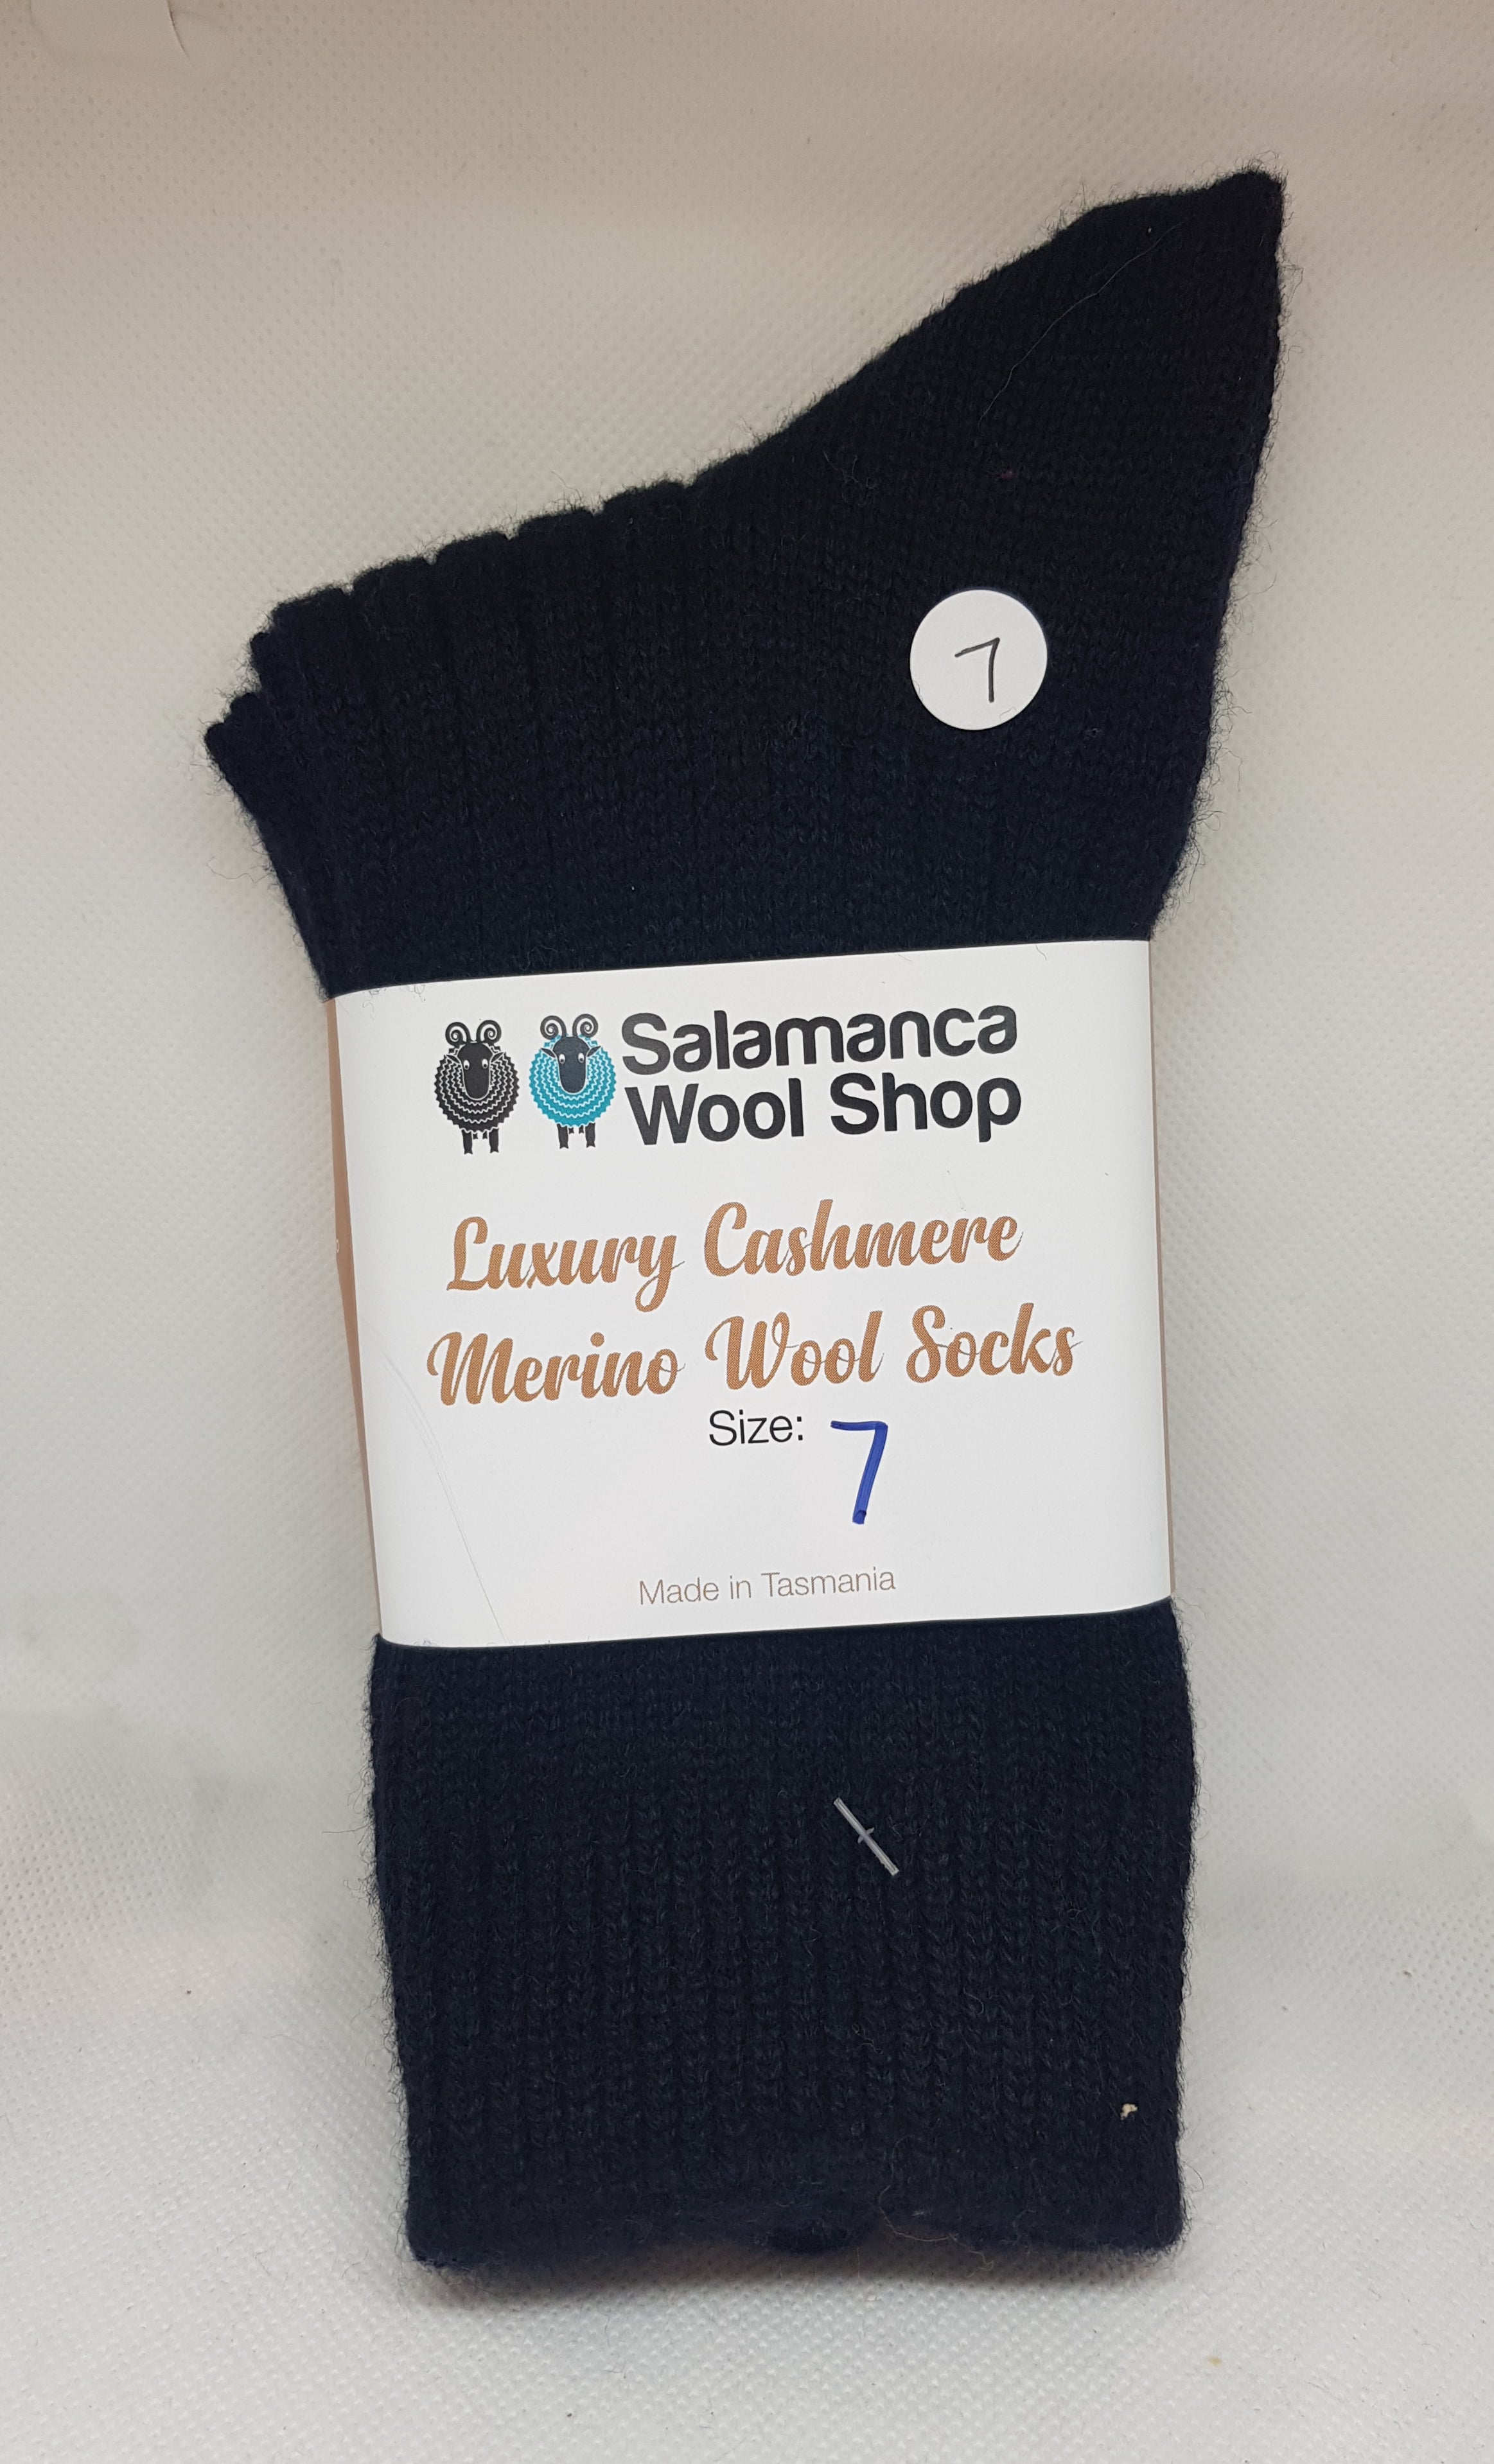 7
Salamanca
Wool Shop
Luxury Cashmere
Merino Wool Socks
Size: 7
Made in Tasmania